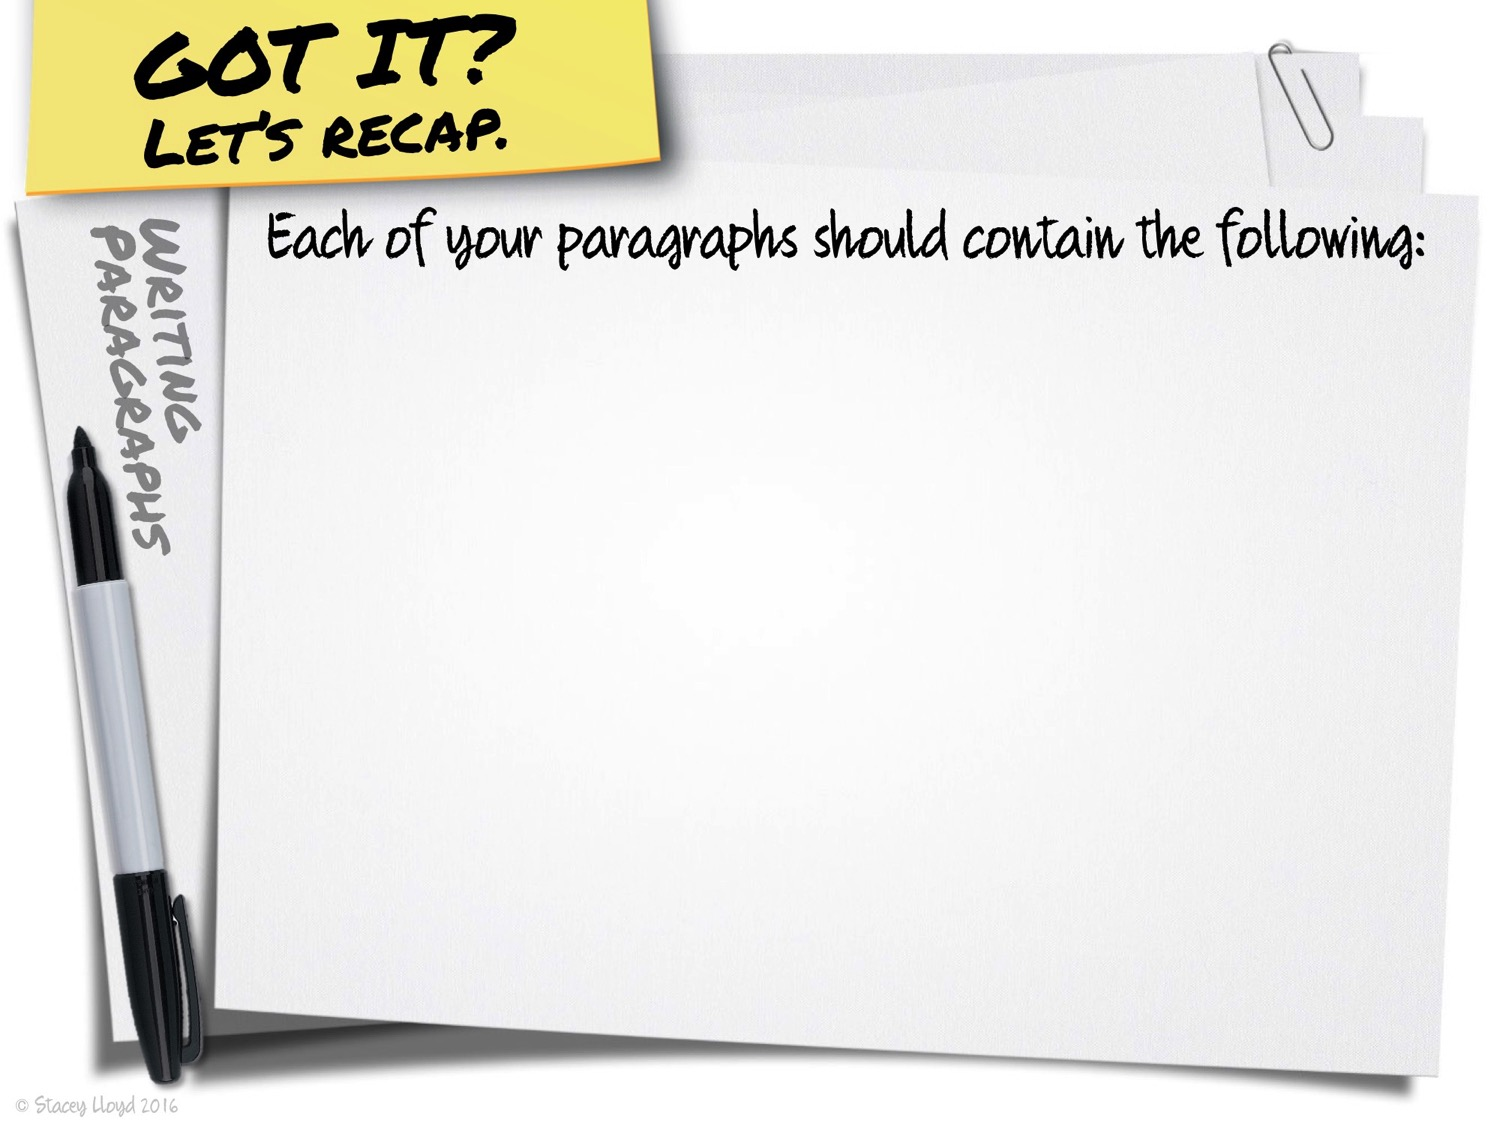 GOT IT?
LET'S RECAP.
WRITING
PARAGRAPHS
Each of your paragraphs should contain the following:
© Stacey Lloyd 2016